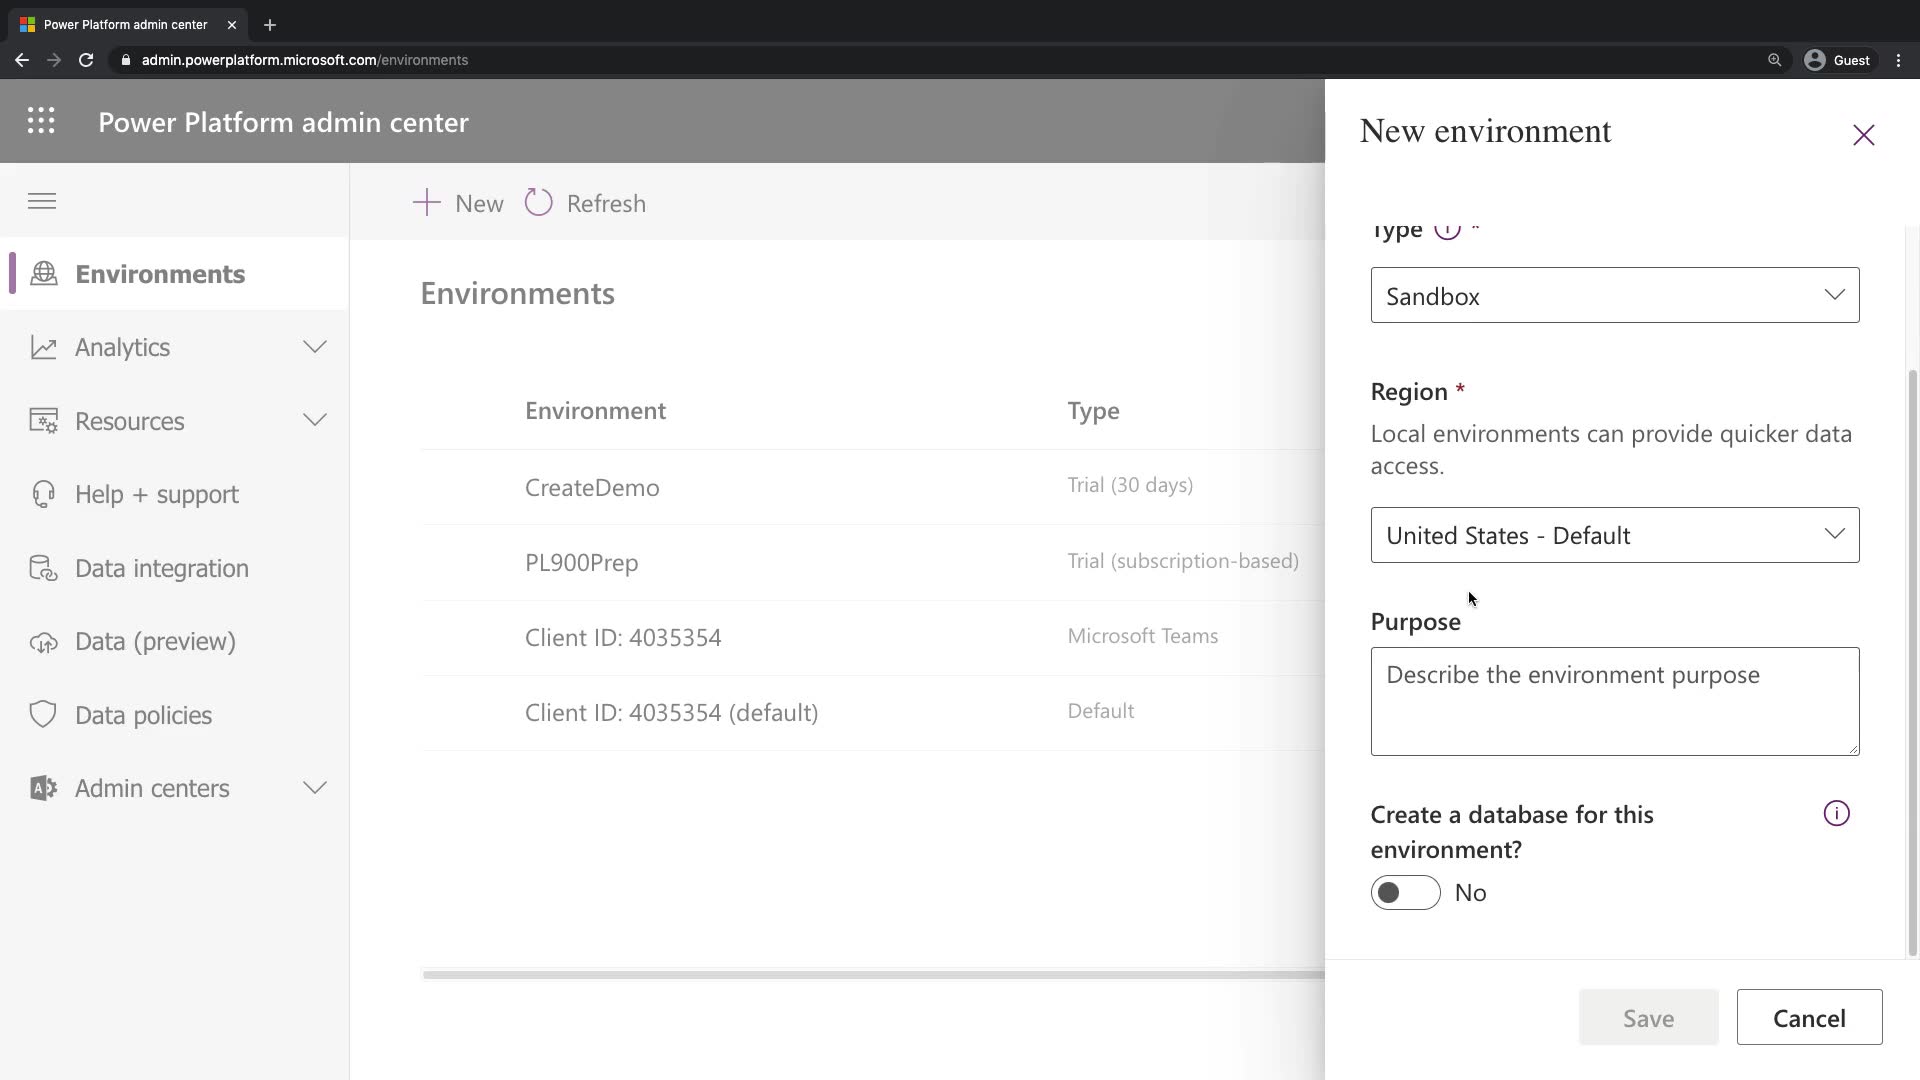 Power Platform admin center
admin.powerplatform.microsoft.com/environments
Guest
Power Platform admin center
New Refresh
Environments
Analytics
Resources
Help + support
Data integration
Data (preview)
Data policies
Admin centers
Environments
Environment Type
CreateDemo Trial (30 days)
PL900Prep Trial (subscription-based)
Client ID: 4035354 Microsoft Teams
Client ID: 4035354 (default) Default
New environment
Type *
Sandbox
Region *
Local environments can provide quicker data
access.
United States - Default
Purpose
Describe the environment purpose
Create a database for this
environment?
No
Save Cancel